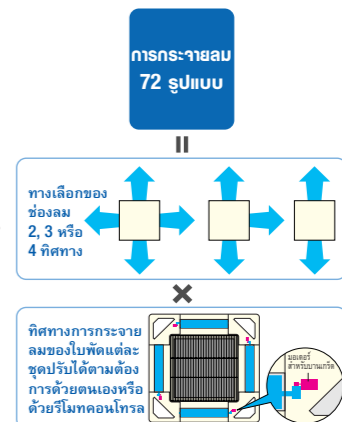 การกระจายลม
72 รูปแบบ
=
ทางเลือกของ
ช่องลม
2, 3 หรือ
4 ทิศทาง
×
ทิศทางการกระจาย
ลมของใบพัดแต่ละ
ชุดปรับได้ตามต้อง
การด้วยตนเองหรือ
ด้วยรีโมทคอนโทรล
มอเตอร์
สำหรับบานเกร็ด